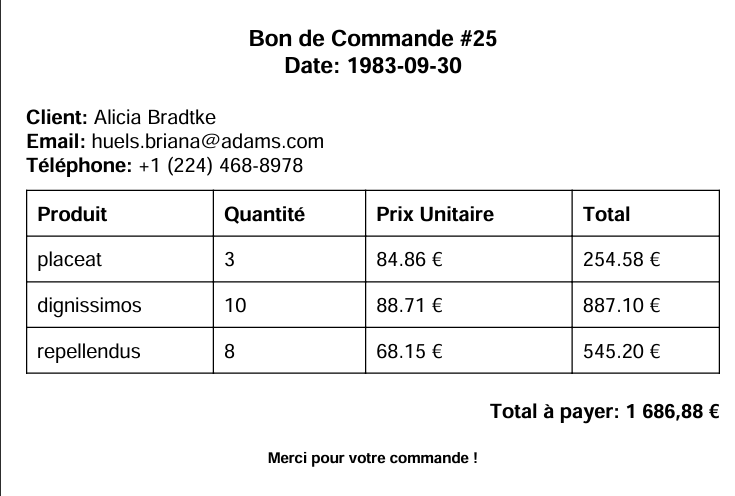 Bon de Commande #25
Date: 1983-09-30
Client: Alicia Bradtke
Email: huels.briana@adams.com
Téléphone: +1 (224) 468-8978
Produit Quantité Prix Unitaire Total
placeat 3 84.86 € 254.58 €
dignissimos 10 88.71 € 887.10 €
repellendus 8 68.15 € 545.20 €
Total à payer: 1 686,88 €
Merci pour votre commande !